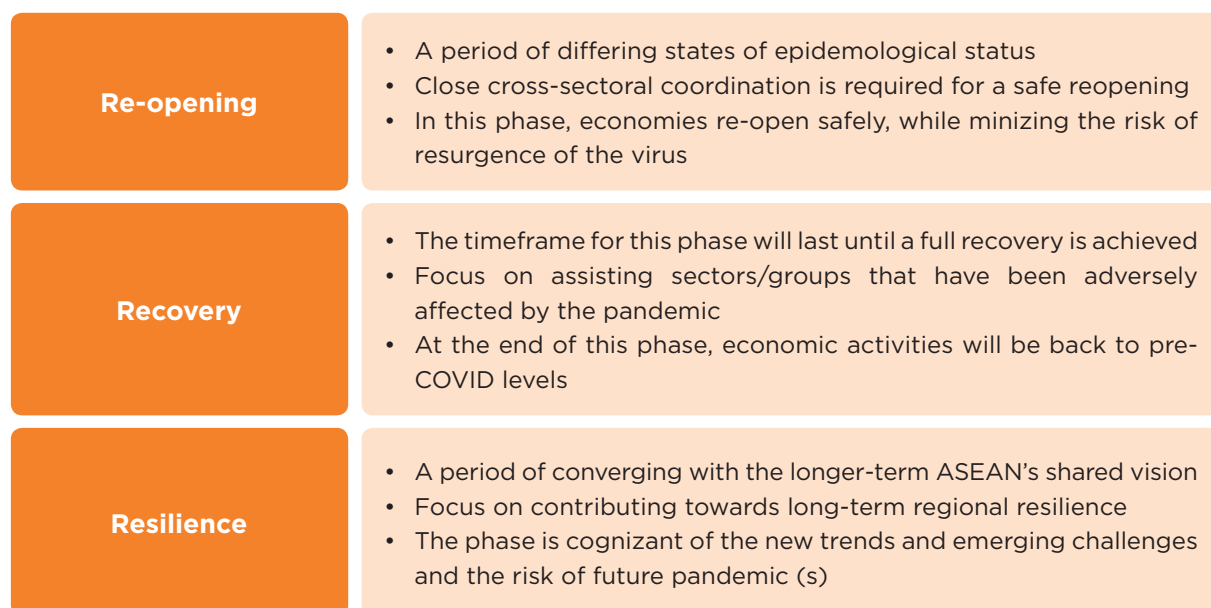 Re-opening
• A period of differing states of epidemological status
• Close cross-sectoral coordination is required for a safe reopening
• In this phase, economies re-open safely, while minizing the risk of
resurgence of the virus
Recovery
• The timeframe for this phase will last until a full recovery is achieved
• Focus on assisting sectors/groups that have been adversely
affected by the pandemic
• At the end of this phase, economic activities will be back to pre-
COVID levels
Resilience
• A period of converging with the longer-term ASEAN’s shared vision
• Focus on contributing towards long-term regional resilience
• The phase is cognizant of the new trends and emerging challenges
and the risk of future pandemic (s)